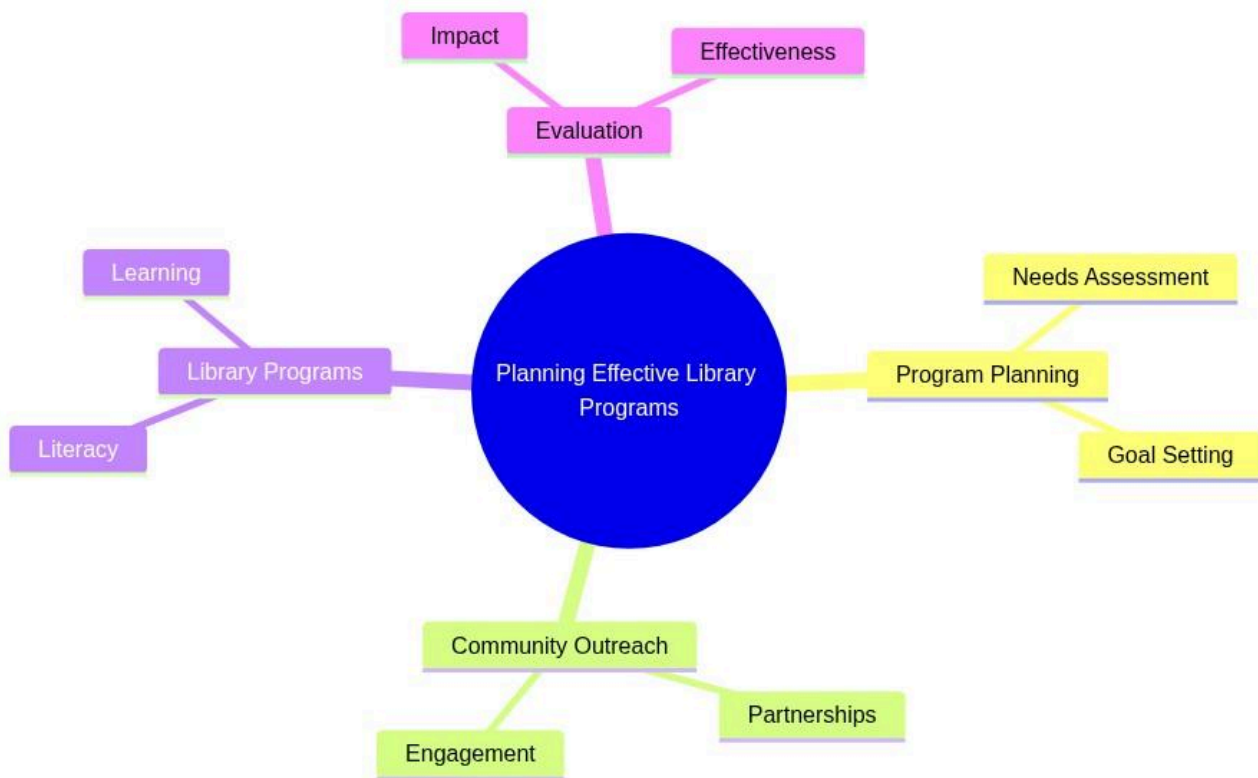 Impact
Effectiveness
Evaluation
Learning
Library Programs
Literacy
Planning Effective Library
Programs
Needs Assessment
Program Planning
Goal Setting
Community Outreach
Partnerships
Engagement